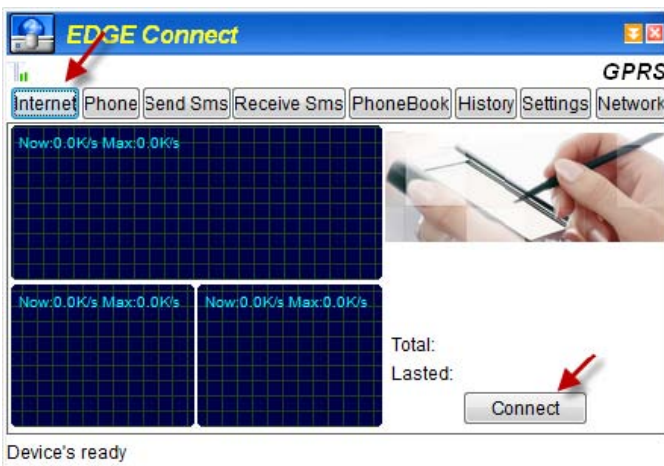 EDGE Connect
GPRS
Internet Phone Send Sms Receive Sms PhoneBook History Settings Network
Now:0.0K/s Max:0.0K/s
Now:0.0K/s Max:0.0K/s Now:0.0K/s Max:0.0K/s
Total:
Lasted:
Connect
Device's ready